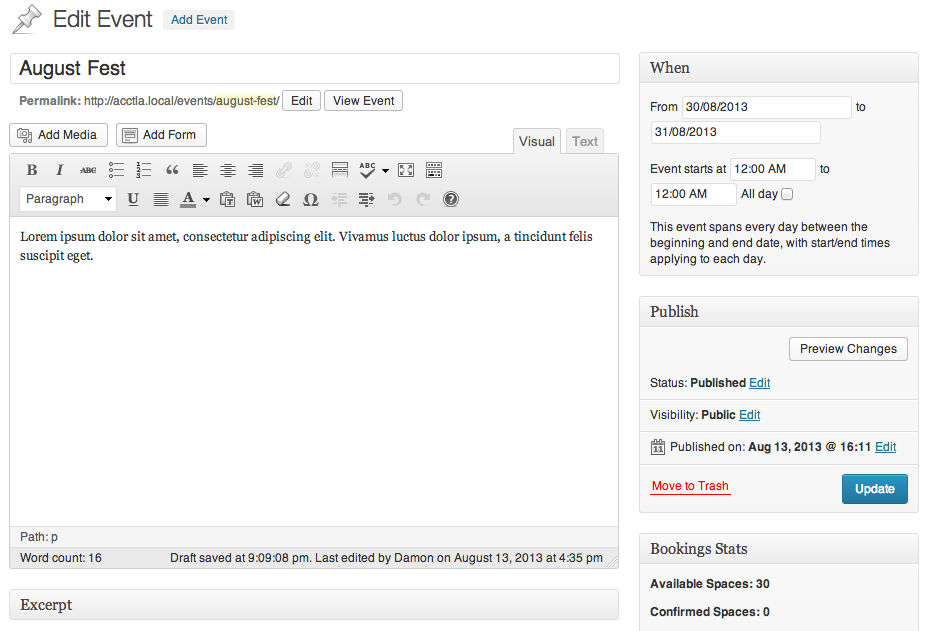 Edit Event Add Event
August Fest
Permalink: http://acctla.local/events/august-fest/ Edit View Event
Add Media Add Form
Visual Text
B I ABC 1 2 3 “ ABC
Paragraph U A T W Ω ?
Lorem ipsum dolor sit amet, consectetur adipiscing elit. Vivamus luctus dolor ipsum, a tincidunt felis
suscipit eget.
Path: p
Word count: 16 Draft saved at 9:09:08 pm. Last edited by Damon on August 13, 2013 at 4:35 pm
Excerpt
When
From 30/08/2013 to
31/08/2013
Event starts at 12:00 AM to
12:00 AM All day
This event spans every day between the
beginning and end date, with start/end times
applying to each day.
Publish
Preview Changes
Status: Published Edit
Visibility: Public Edit
11 Published on: Aug 13, 2013 @ 16:11 Edit
Move to Trash Update
Bookings Stats
Available Spaces: 30
Confirmed Spaces: 0